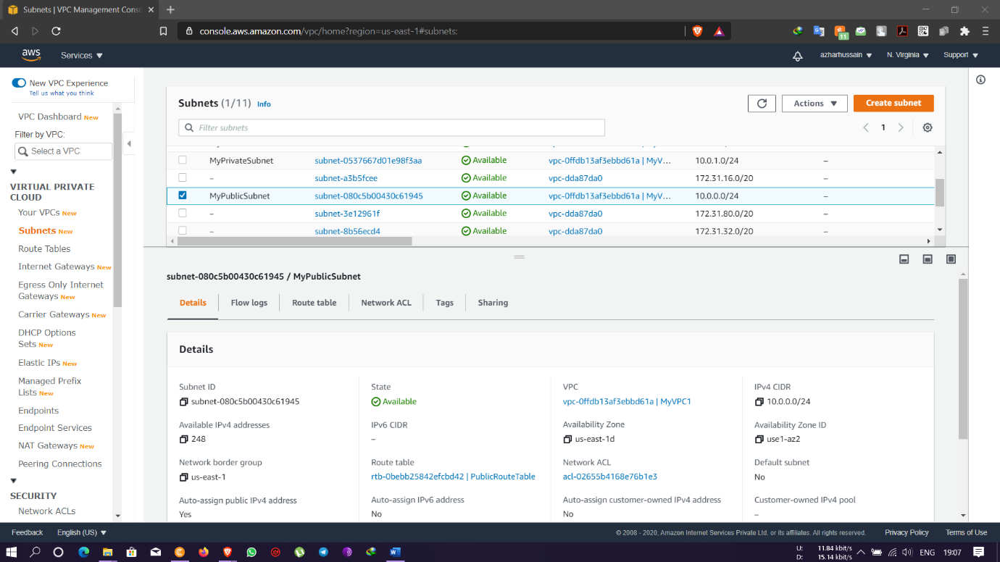 Subnets | VPC Management Conso
console.aws.amazon.com/vpc/home?region=us-east-1#subnets:
11
aws Services azharhussain N. Virginia Support
New VPC Experience
Tell us what you think
VPC Dashboard New
Filter by VPC:
Select a VPC
VIRTUAL PRIVATE
CLOUD
Your VPCs New
Subnets New
Route Tables
Internet Gateways New
Egress Only Internet
Gateways New
Carrier Gateways New
DHCP Options
Sets New
Elastic IPs New
Managed Prefix
Lists New
Endpoints
Endpoint Services
NAT Gateways New
Peering Connections
SECURITY
Network ACLs
Subnets (1/11) Info
Actions
Create subnet
Filter subnets
1
MyPrivateSubnet subnet-0537667d01e98f3aa Available vpc-0ffdb13af3ebbd61a | MyV... 10.0.1.0/24 –
– subnet-a3b5fcee Available vpc-dda87da0 172.31.16.0/20 –
MyPublicSubnet subnet-080c5b00430c61945 Available vpc-0ffdb13af3ebbd61a | MyV... 10.0.0.0/24 –
– subnet-3e12961f Available vpc-dda87da0 172.31.80.0/20 –
– subnet-8b56ecd4 Available vpc-dda87da0 172.31.32.0/20 –
subnet-080c5b00430c61945 / MyPublicSubnet
Details Flow logs Route table Network ACL Tags Sharing
Details
Subnet ID State VPC IPv4 CIDR
subnet-080c5b00430c61945 Available vpc-0ffdb13af3ebbd61a | MyVPC1 10.0.0.0/24
Available IPv4 addresses IPv6 CIDR Availability Zone Availability Zone ID
248 – us-east-1d use1-az2
Network border group Route table Network ACL Default subnet
us-east-1 rtb-0bebb25842efcbd42 | PublicRouteTable acl-02655b4168e76b1e3 No
Auto-assign public IPv4 address Auto-assign IPv6 address Auto-assign customer-owned IPv4 address Customer-owned IPv4 pool
Yes No No –
Feedback English (US) © 2008 - 2020, Amazon Internet Services Private Ltd. or its affiliates. All rights reserved. Privacy Policy Terms of Use
U: 11.84 kbit/s
D: 15.14 kbit/s
ENG 19:07